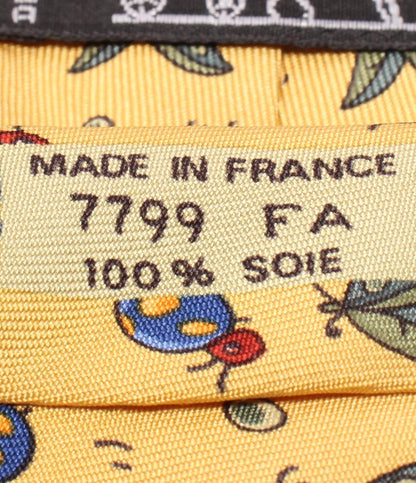 MADE IN FRANCE
7799 FA
100% SOIE